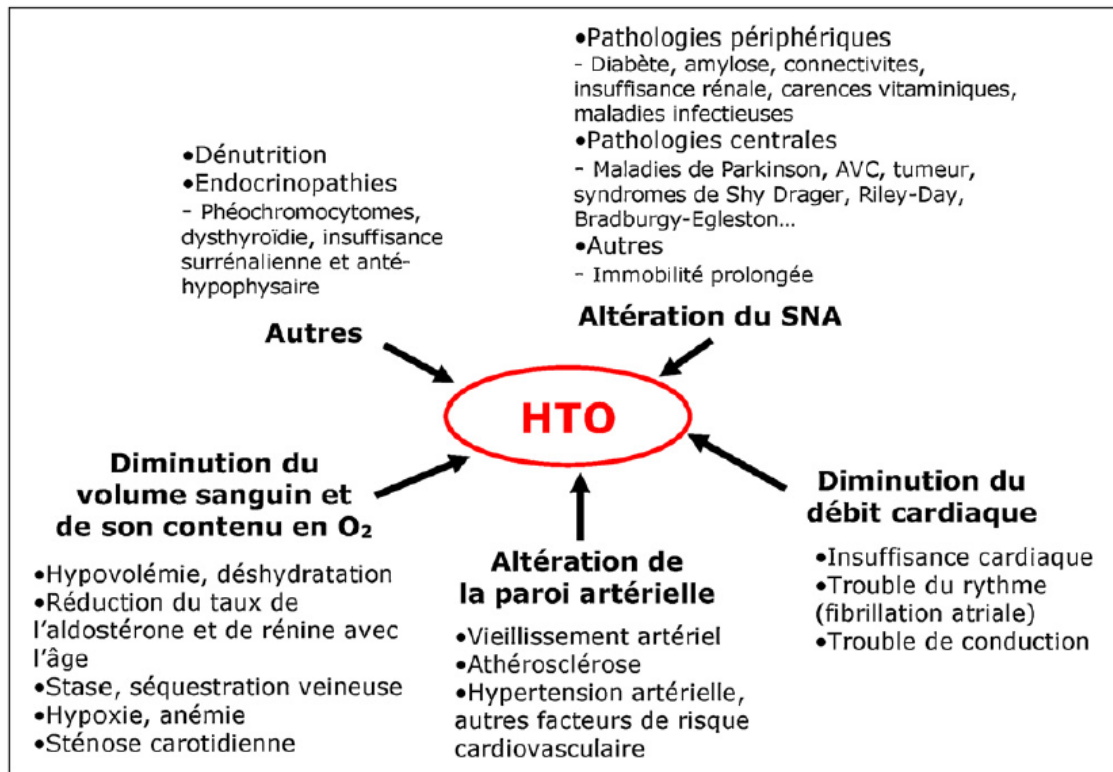 •Pathologies périphériques
- Diabète, amylose, connectivites,
insuffisance rénale, carences vitaminiques,
maladies infectieuses
•Pathologies centrales
- Maladies de Parkinson, AVC, tumeur,
syndromes de Shy Drager, Riley-Day,
Bradburgy-Egleston...
•Autres
- Immobilité prolongée
Altération du SNA
•Dénutrition
•Endocrinopathies
- Phéochromocytomes,
dysthyroïdie, insuffisance
surrénalienne et anté-
hypophysaire
Autres
HTO
Diminution du
volume sanguin et
de son contenu en O₂
•Hypovolémie, déshydratation
•Réduction du taux de
l'aldostérone et de rénine avec
l'âge
•Stase, séquestration veineuse
•Hypoxie, anémie
•Sténose carotidienne
Altération de
la paroi artérielle
•Vieillissement artériel
•Athérosclérose
•Hypertension artérielle,
autres facteurs de risque
cardiovasculaire
Diminution du
débit cardiaque
•Insuffisance cardiaque
•Trouble du rythme
(fibrillation atriale)
•Trouble de conduction